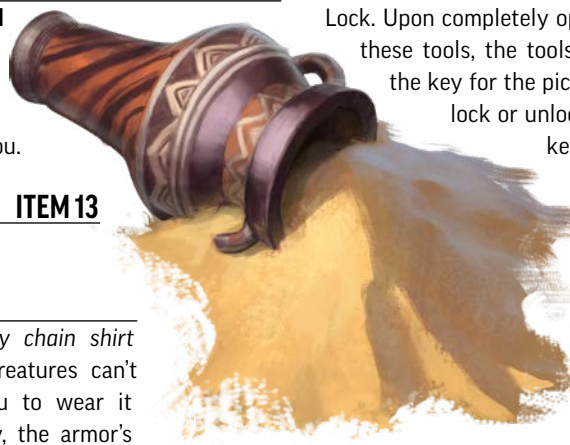 ou.
ITEM 13
y chain shirt
reatures can't
u to wear it
y, the armor's
Lock. Upon completely op
these tools, the tools
the key for the pic
lock or unloc
ke